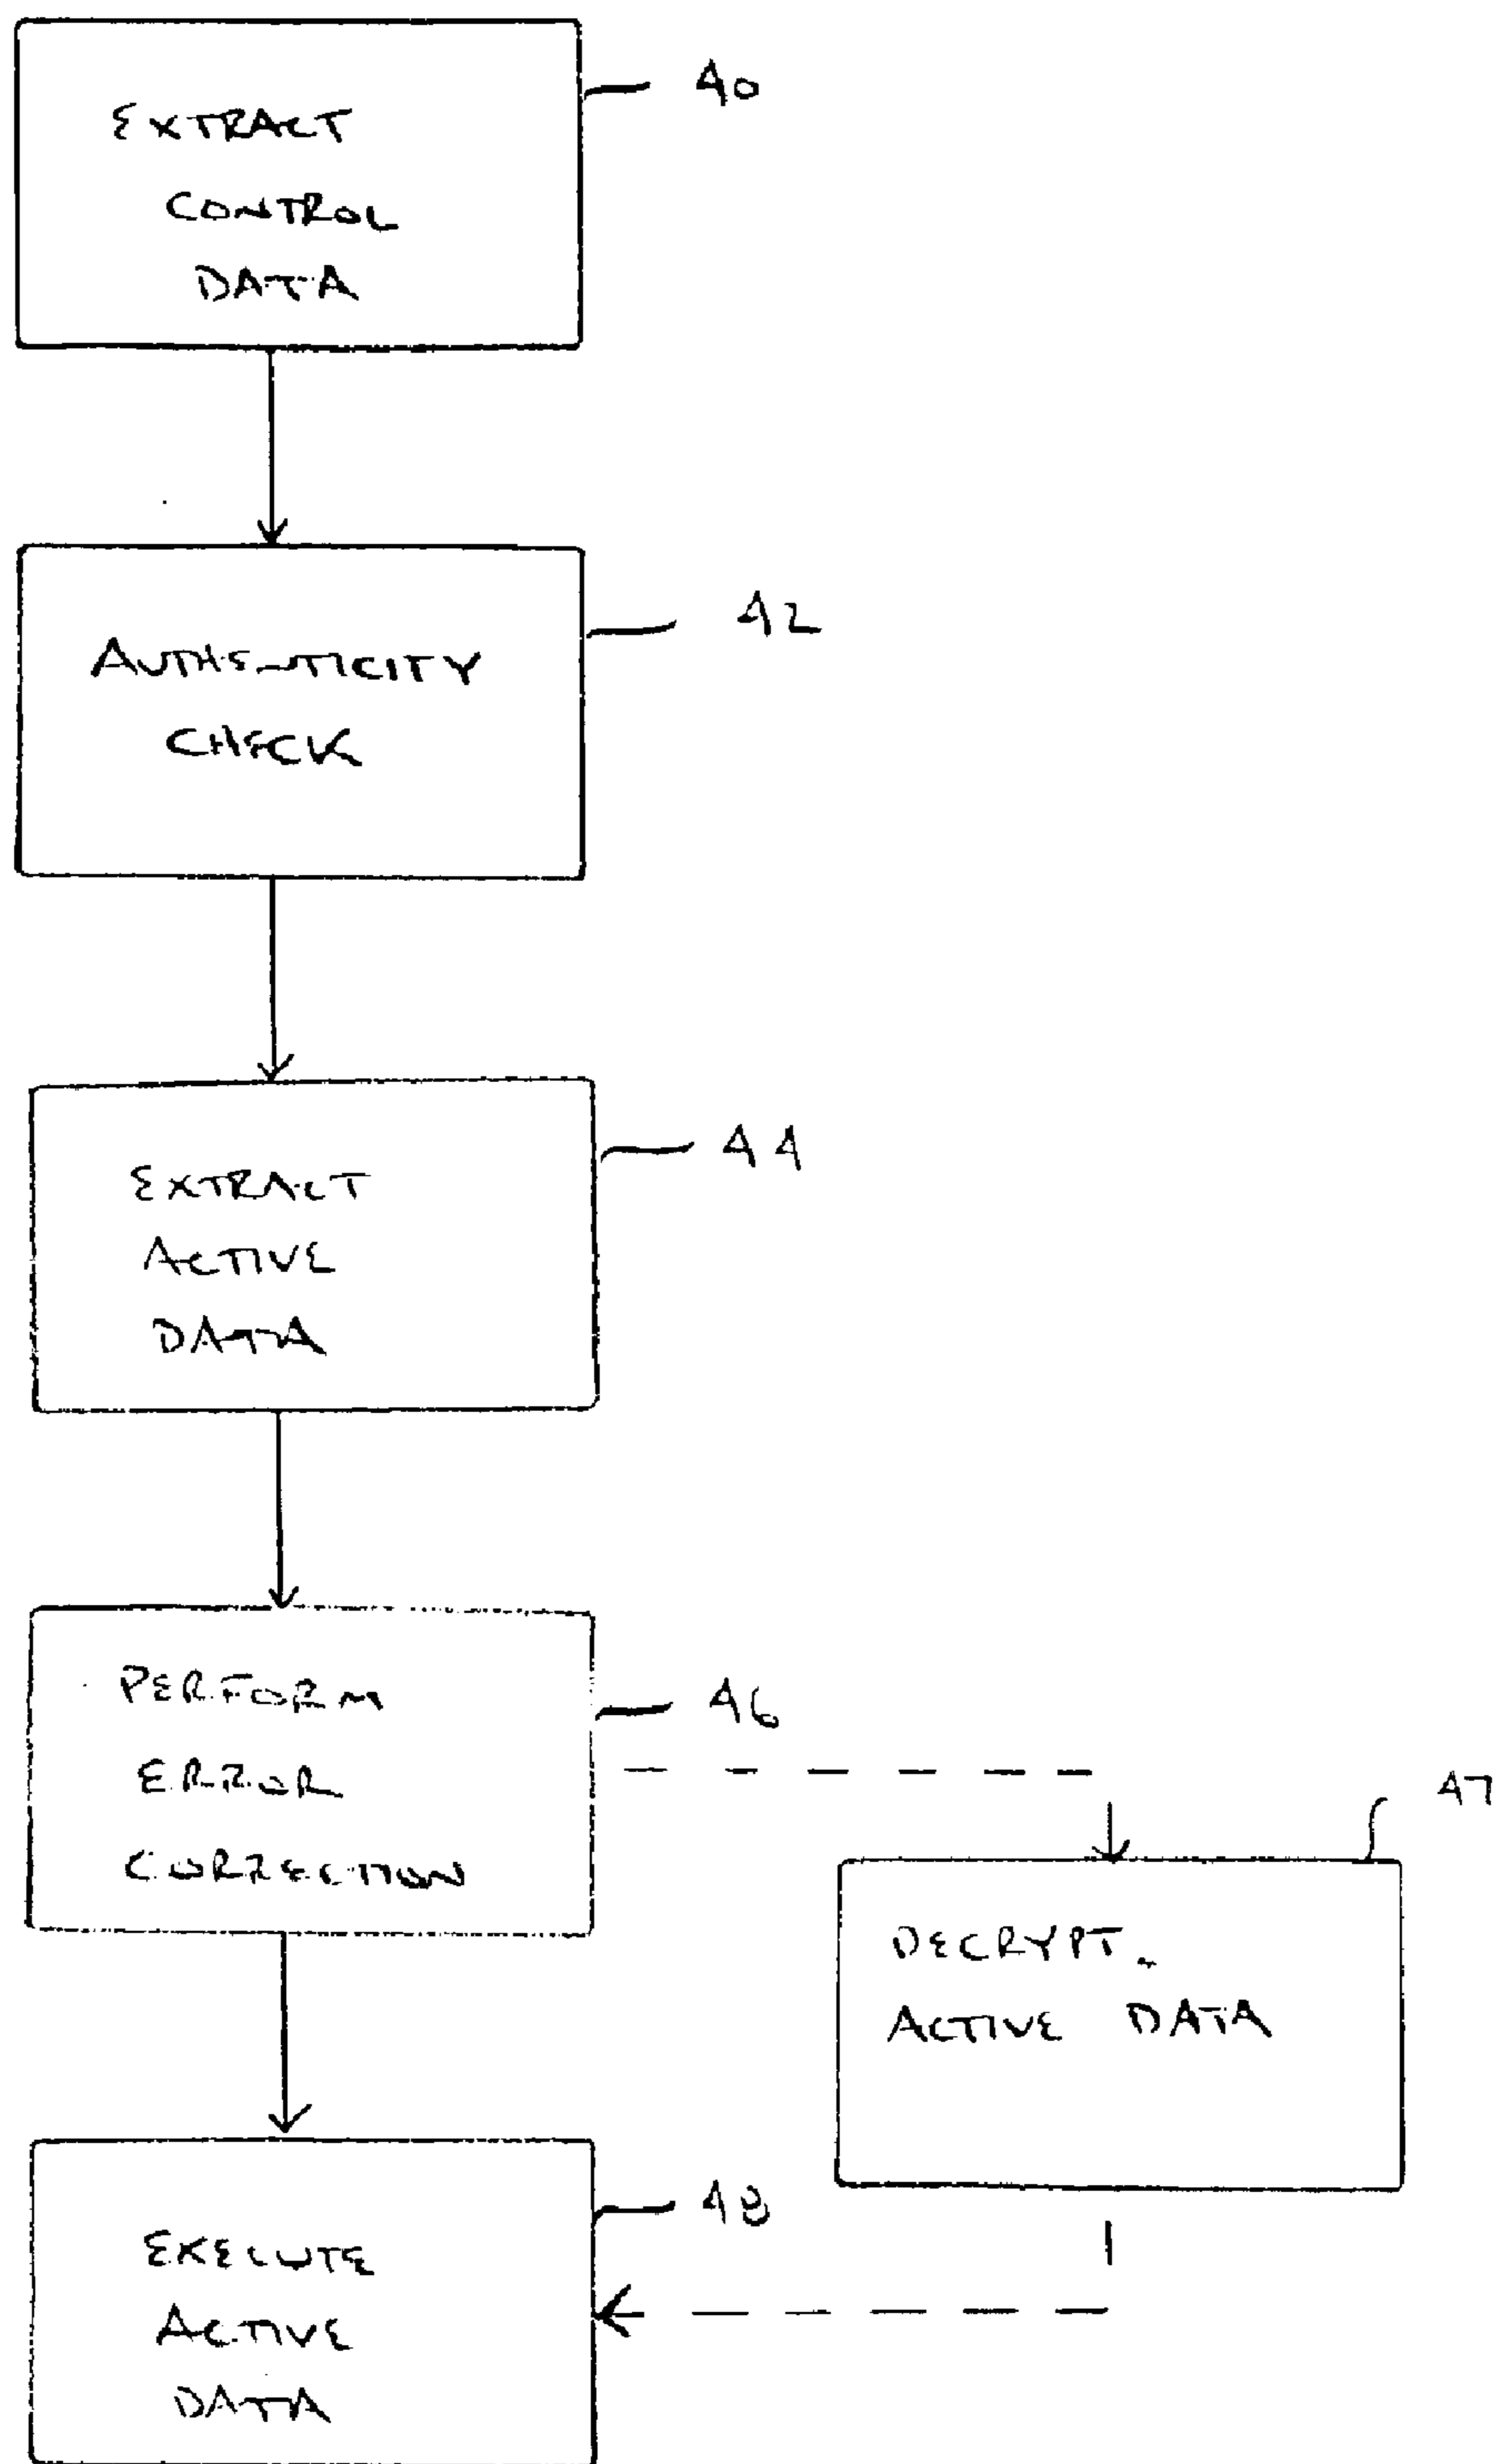 EXTRACT
CONTROL
DATA
40
AUTHENTICITY
CHECK
42
EXTRACT
ACTIVE
DATA
44
PERFORM
ERROR
CORRECTION
46
DECRYPT
ACTIVE DATA
47
EXECUTE
ACTIVE
DATA
48